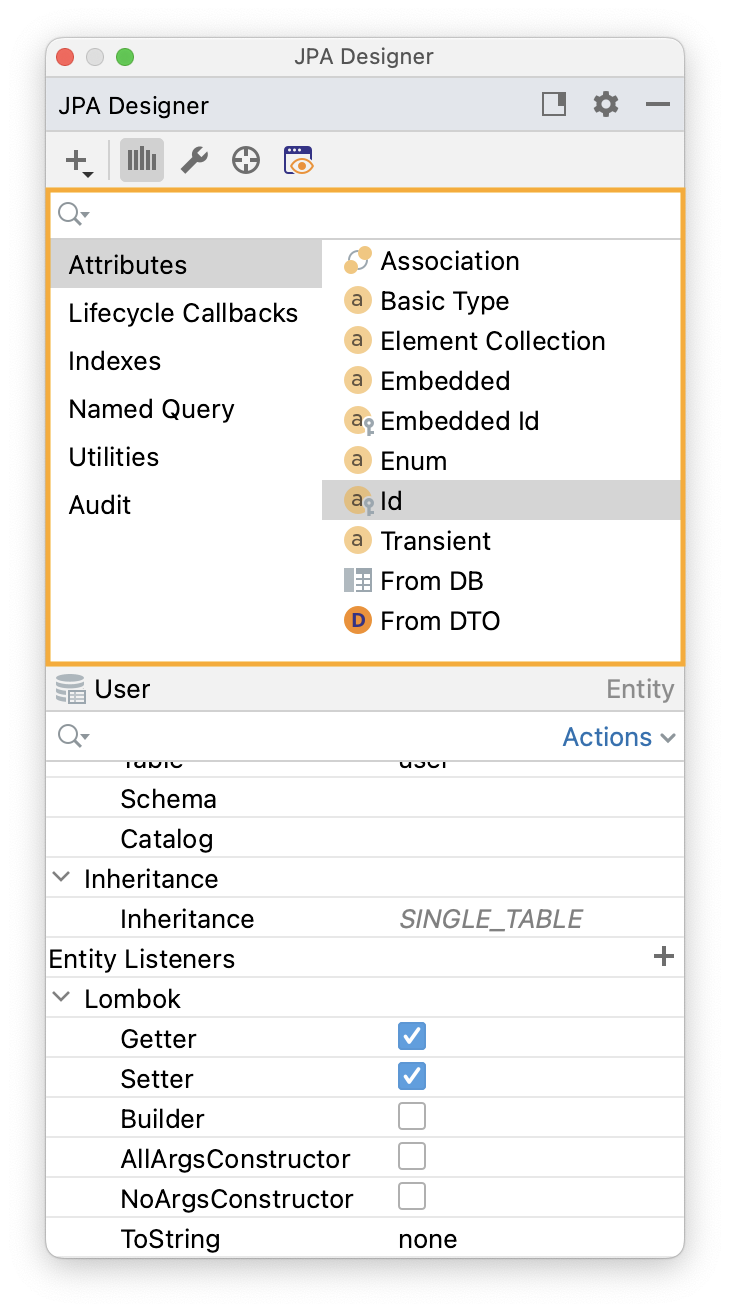 JPA Designer
JPA Designer
Attributes
Lifecycle Callbacks
Indexes
Named Query
Utilities
Audit
Association
Basic Type
Element Collection
Embedded
Embedded Id
Enum
Id
Transient
From DB
From DTO
User Entity
Actions
Table user
Schema
Catalog
Inheritance
Inheritance SINGLE_TABLE
Entity Listeners
Lombok
Getter
Setter
Builder
AllArgsConstructor
NoArgsConstructor
ToString none